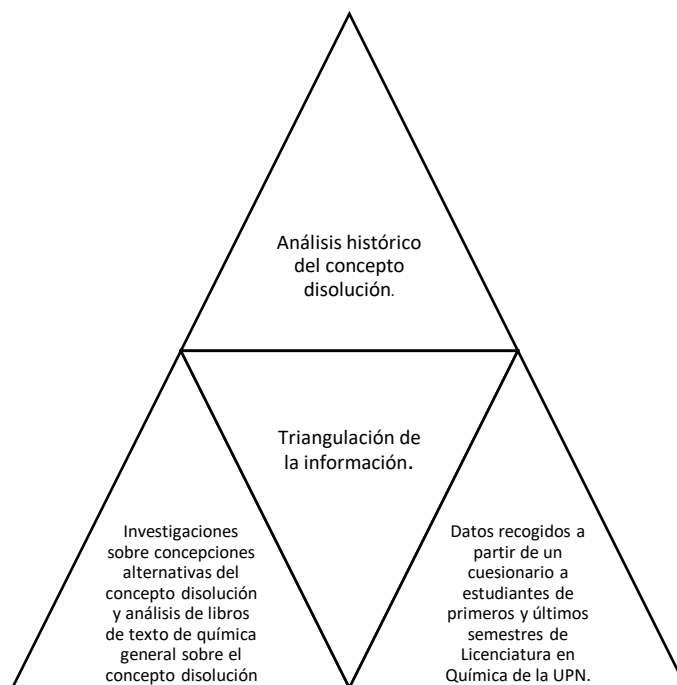 Análisis histórico
del concepto
disolución.
Triangulación de
la información.
Investigaciones
sobre concepciones
alternativas del
concepto disolución
y análisis de libros
de texto de química
general sobre el
concepto disolución
Datos recogidos a
partir de un
cuesionario a
estudiantes de
primeros y últimos
semestres de
Licenciatura en
Química de la UPN.